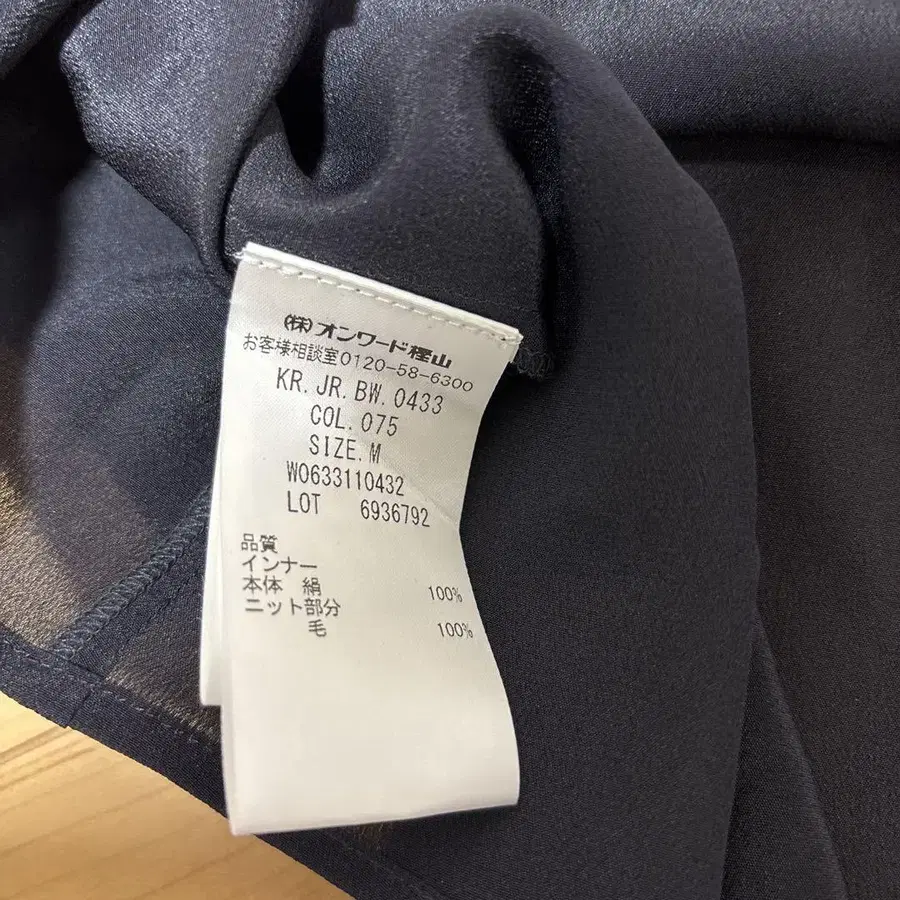 (株)オンワード樫山
お客様相談室0120-58-6300
KR.JR.BW.0433
COL.075
SIZE.M
W0633110432
LOT 6936792
品質
インナー
本体 絹 100%
ニット部分
毛 100%